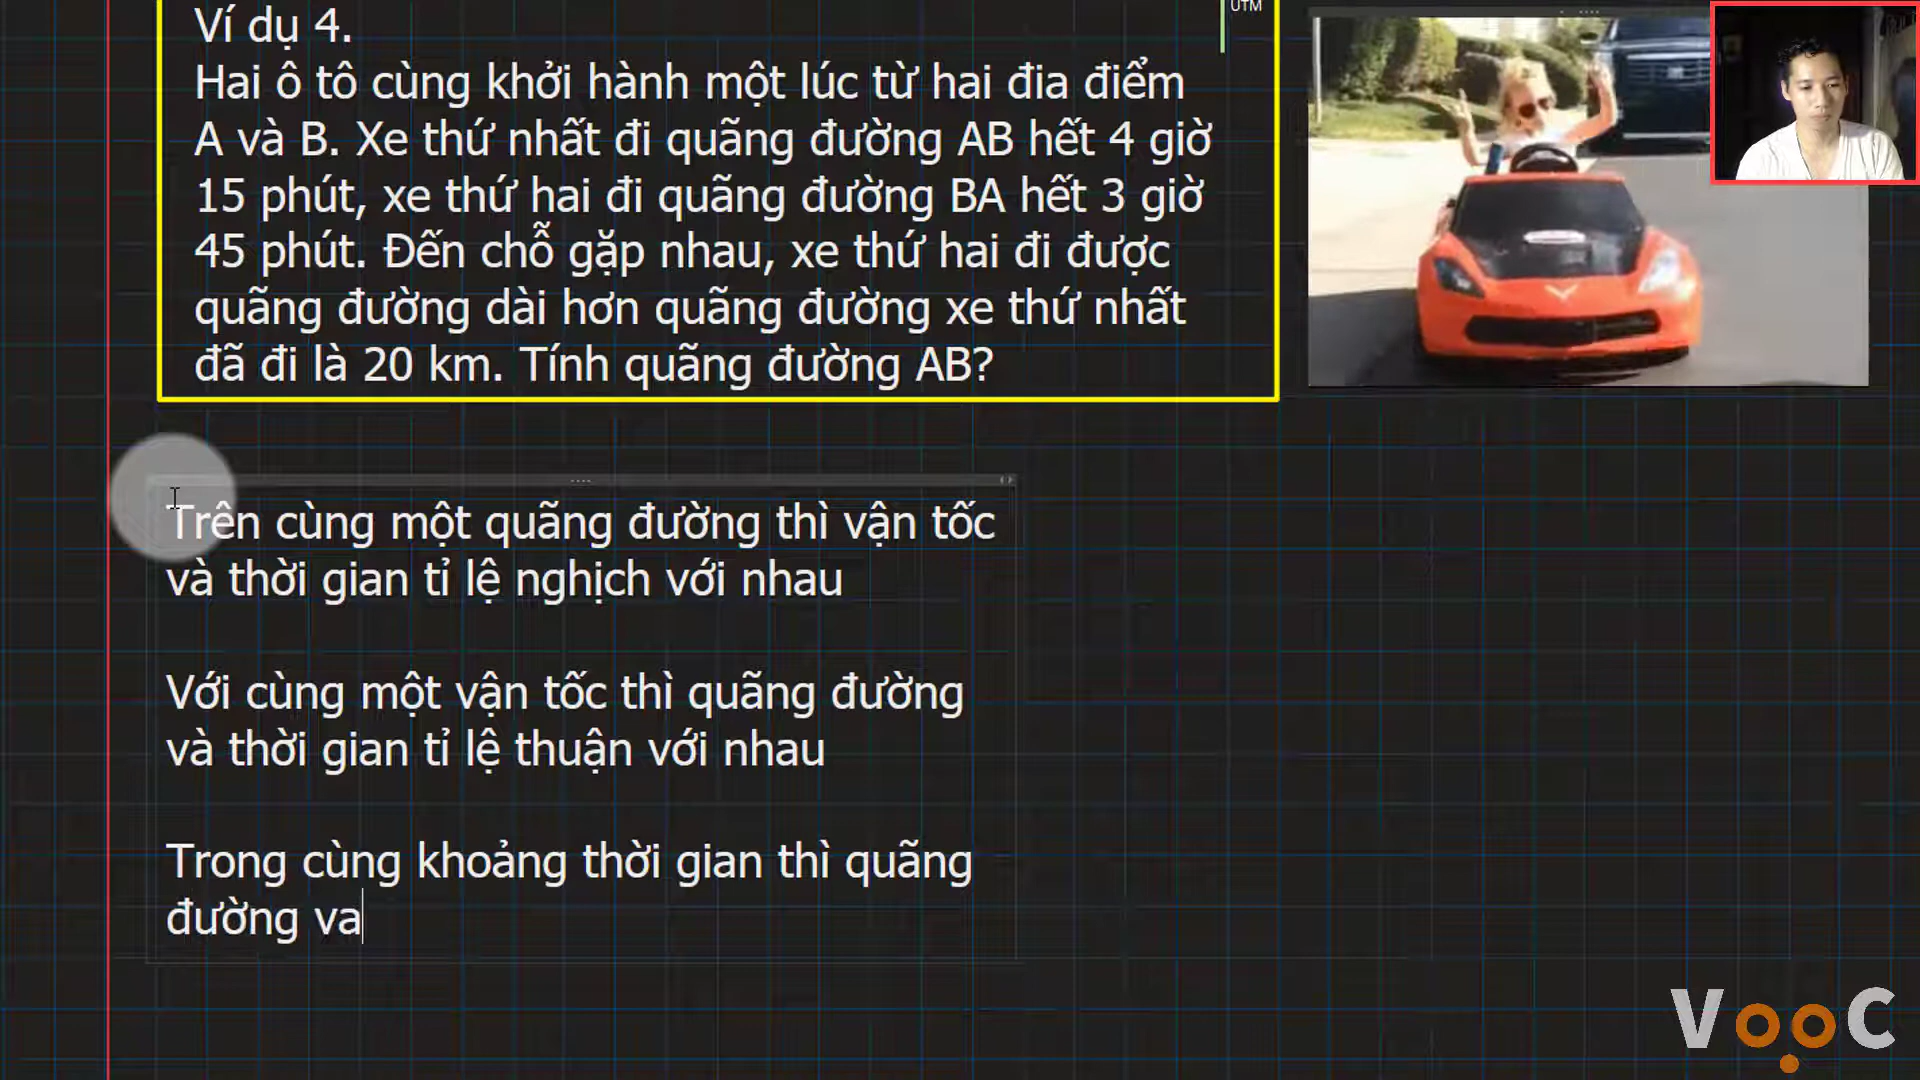 UTM
Ví dụ 4.
Hai ô tô cùng khởi hành một lúc từ hai đia điểm
A và B. Xe thứ nhất đi quãng đường AB hết 4 giờ
15 phút, xe thứ hai đi quãng đường BA hết 3 giờ
45 phút. Đến chỗ gặp nhau, xe thứ hai đi được
quãng đường dài hơn quãng đường xe thứ nhất
đã đi là 20 km. Tính quãng đường AB?
Trên cùng một quãng đường thì vận tốc
và thời gian tỉ lệ nghịch với nhau
Với cùng một vận tốc thì quãng đường
và thời gian tỉ lệ thuận với nhau
Trong cùng khoảng thời gian thì quãng
đường va
VooC